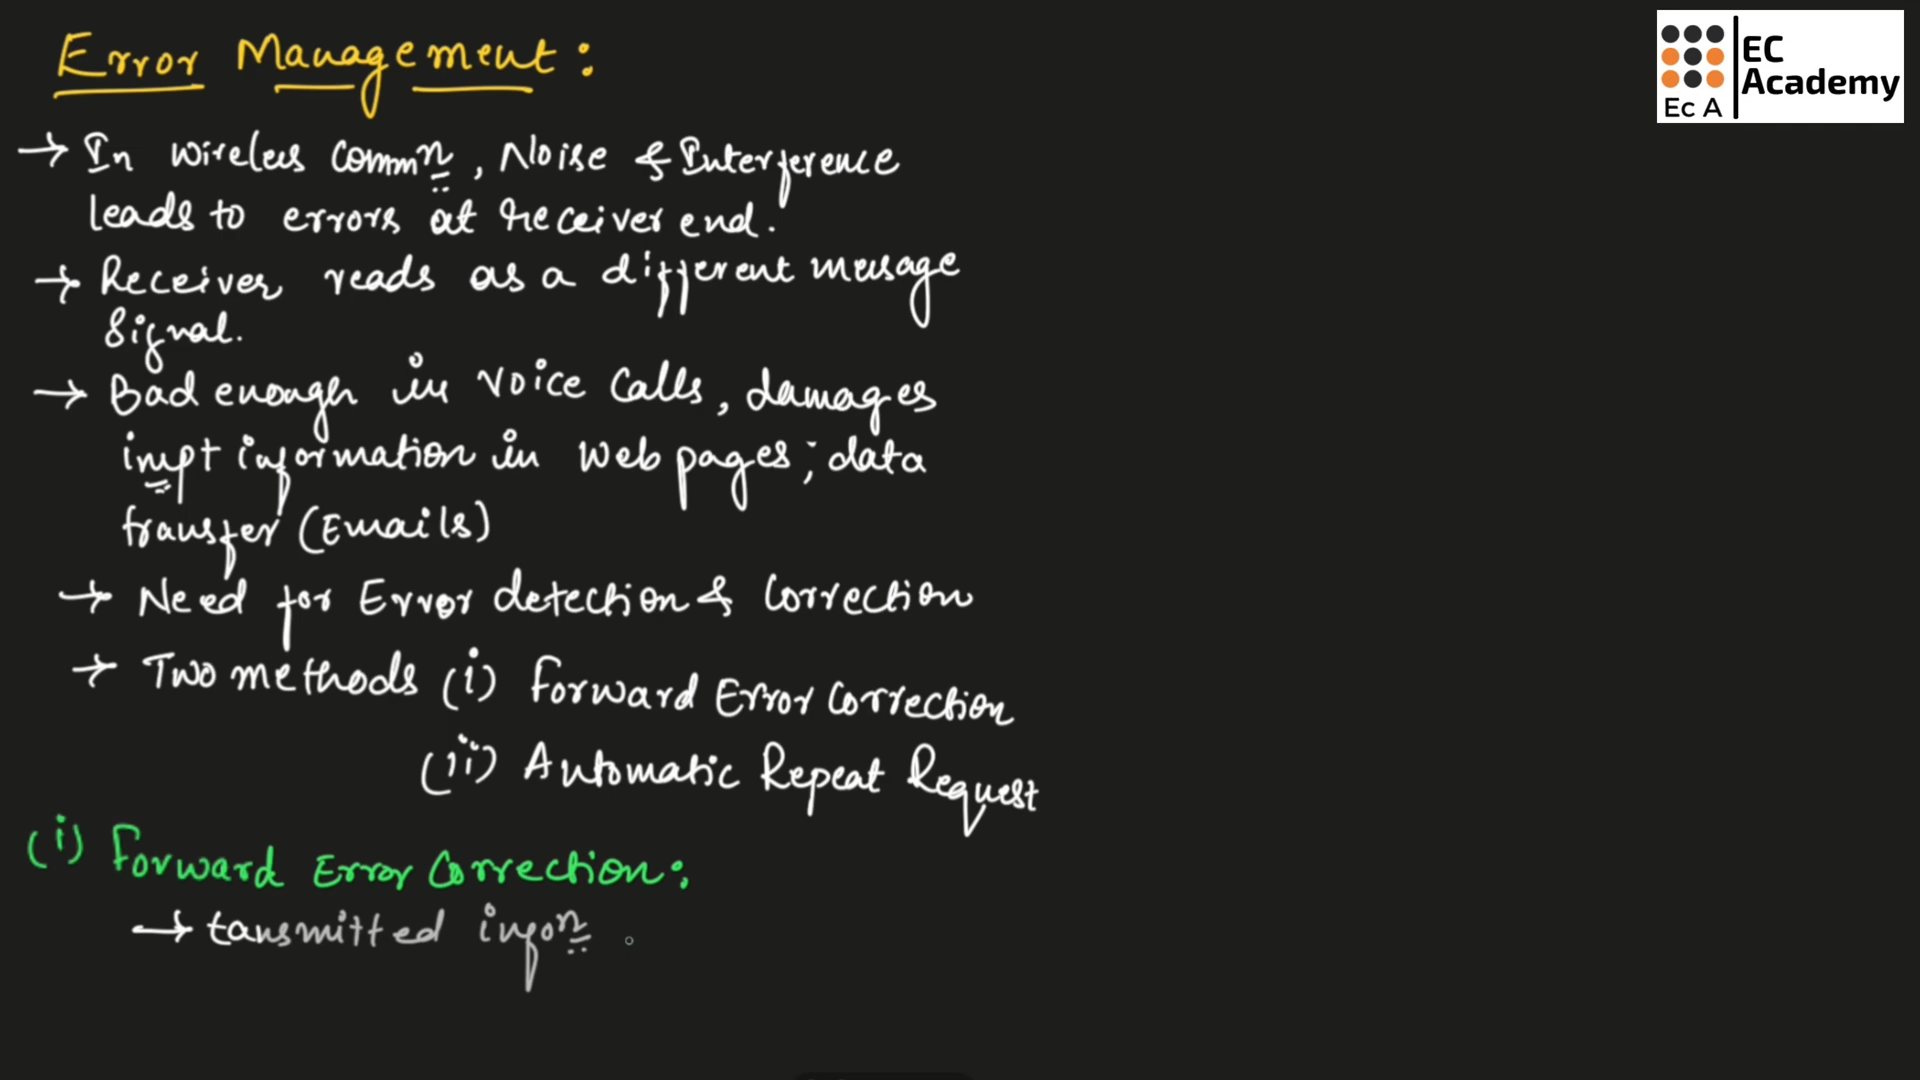 Error Management:
EC
Academy
Ec A
→ In wireless Commn, Noise & Interference
leads to errors at Receiver end.
→ Receiver reads as a different message
Signal.
→ Bad enough in voice Calls, damages
impt information in web pages; data
transfer (Emails)
→ Need for Error detection & Correction
→ Two methods (i) Forward Error Correction
(ii) Automatic Repeat Request
(i) Forward Error Correction:
→ tansmitted infon